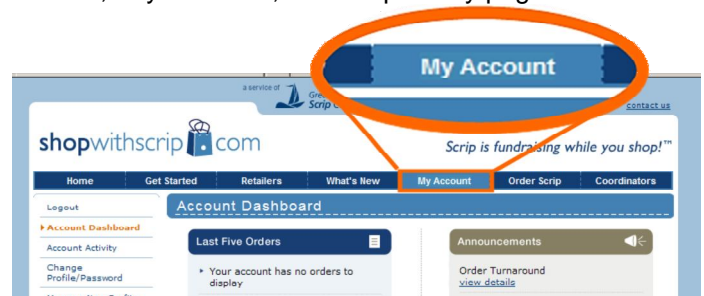 My Account
a service of
Scrip
contact us
shopwithscrip.com
Scrip is fundraising while you shop!™
Home Get Started Retailers What's New My Account Order Scrip Coordinators
Logout
Account Dashboard
Account Dashboard
Account Activity
Change
Profile/Password
Last Five Orders
Your account has no orders to
display
Announcements
Order Turnaround
view details